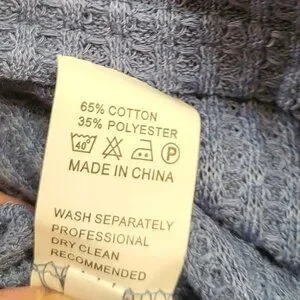 65% COTTON
35% POLYESTER
40° P
MADE IN CHINA
WASH SEPARATELY
PROFESSIONAL
DRY CLEAN
RECOMMENDED